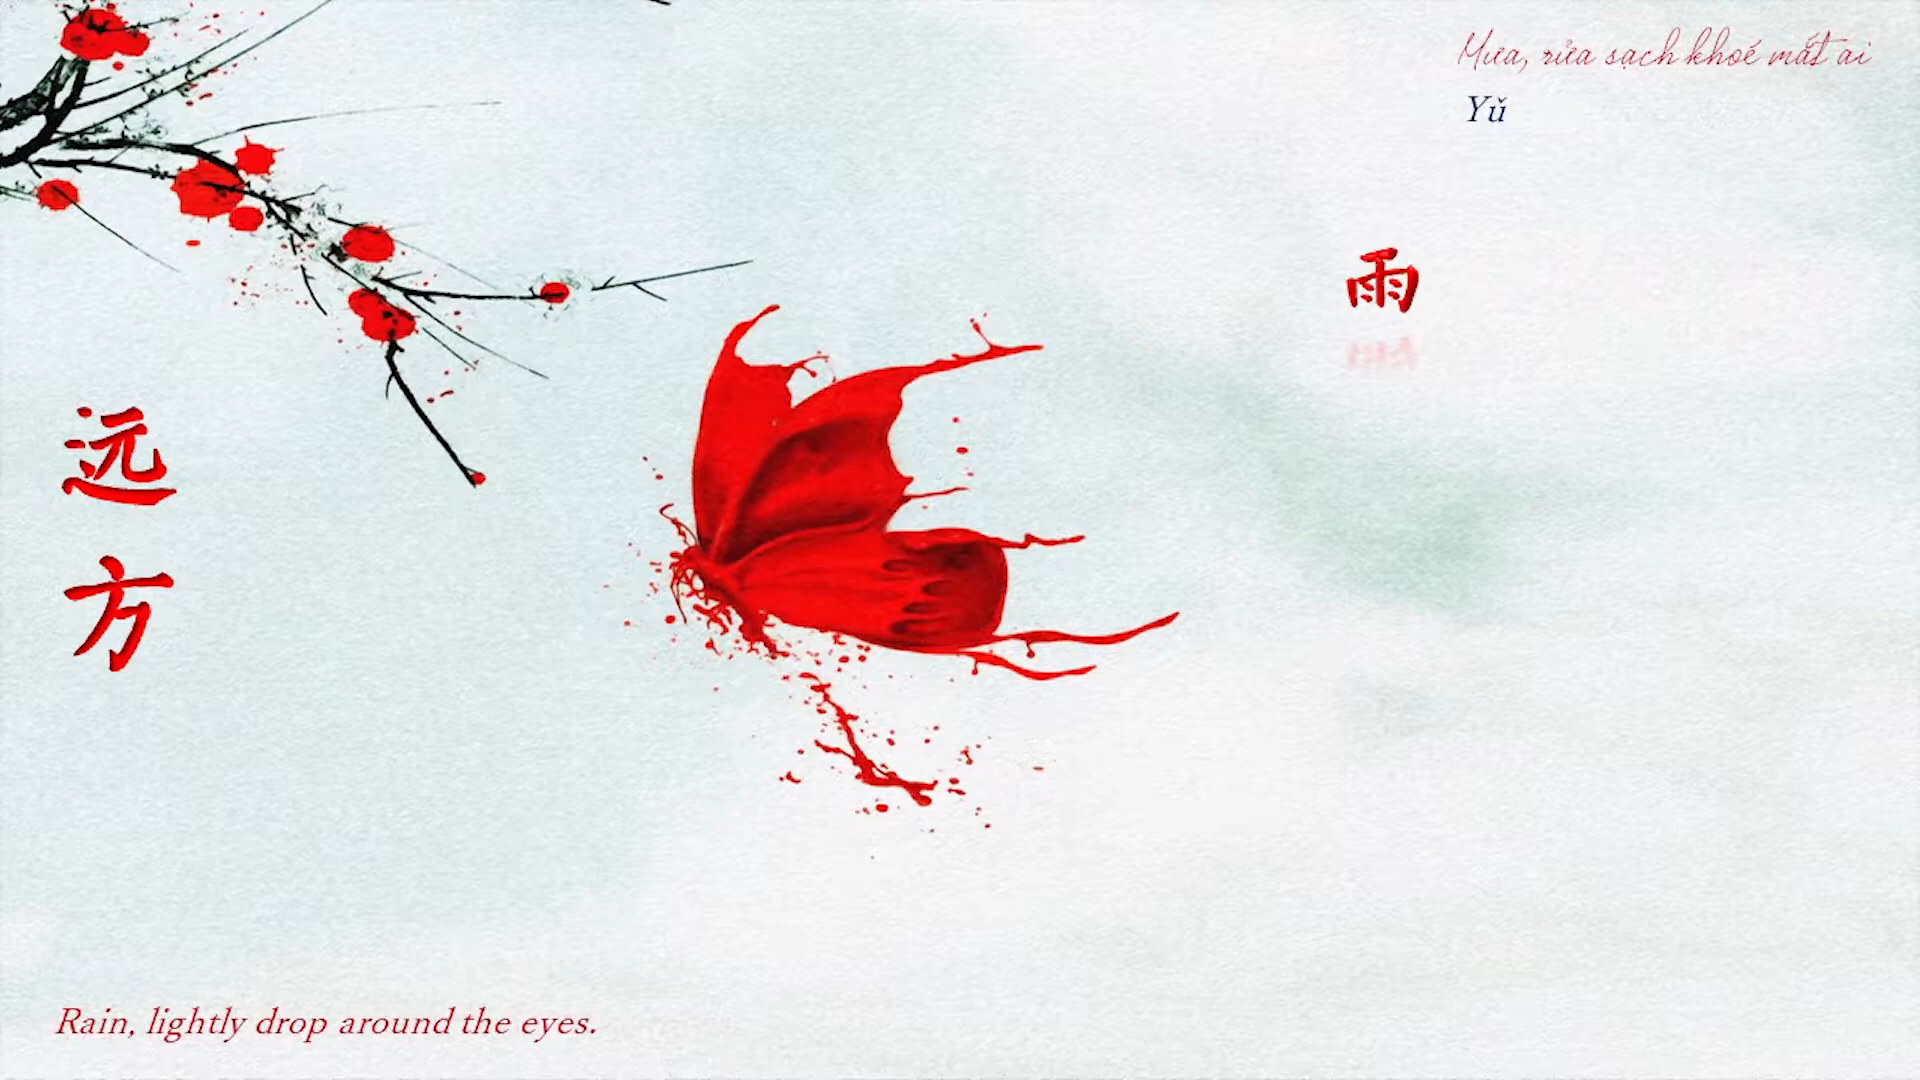 Mưa, rửa sạch khoé mắt ai
Yǔ
雨
远方
Rain, lightly drop around the eyes.